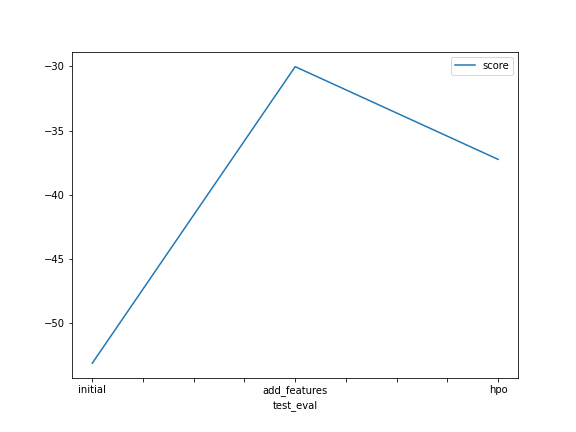 score
−30
−35
−40
−45
−50
initial
add_features
hpo
test_eval